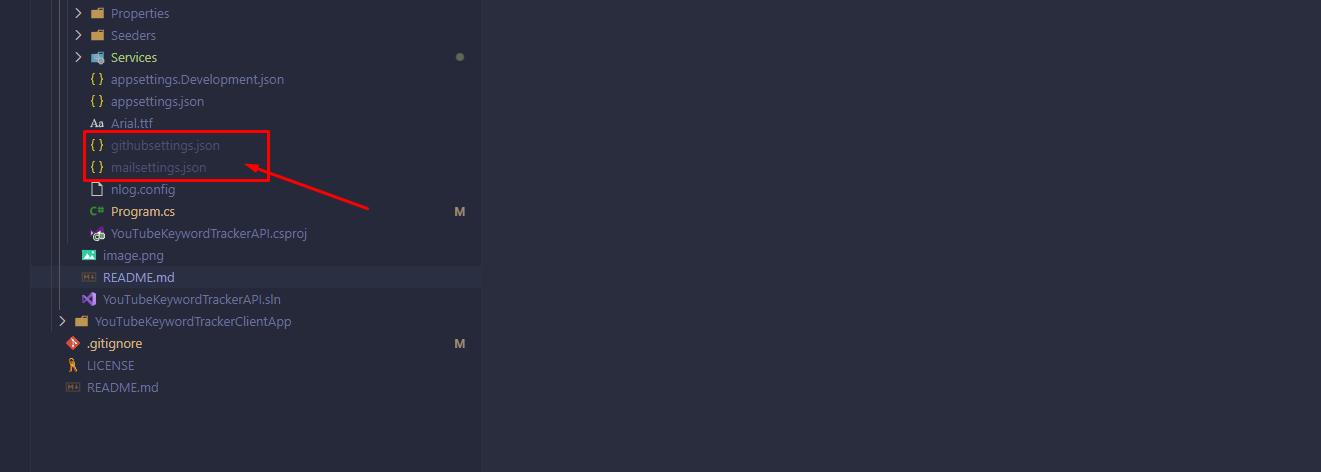 Properties
Seeders
Services
{ } appsettings.Development.json
{ } appsettings.json
Aa Arial.ttf
{ } githubsettings.json
{ } mailsettings.json
nlog.config
C# Program.cs M
YouTubeKeywordTrackerAPI.csproj
image.png
README.md
YouTubeKeywordTrackerAPI.sln
YouTubeKeywordTrackerClientApp
.gitignore M
LICENSE
README.md